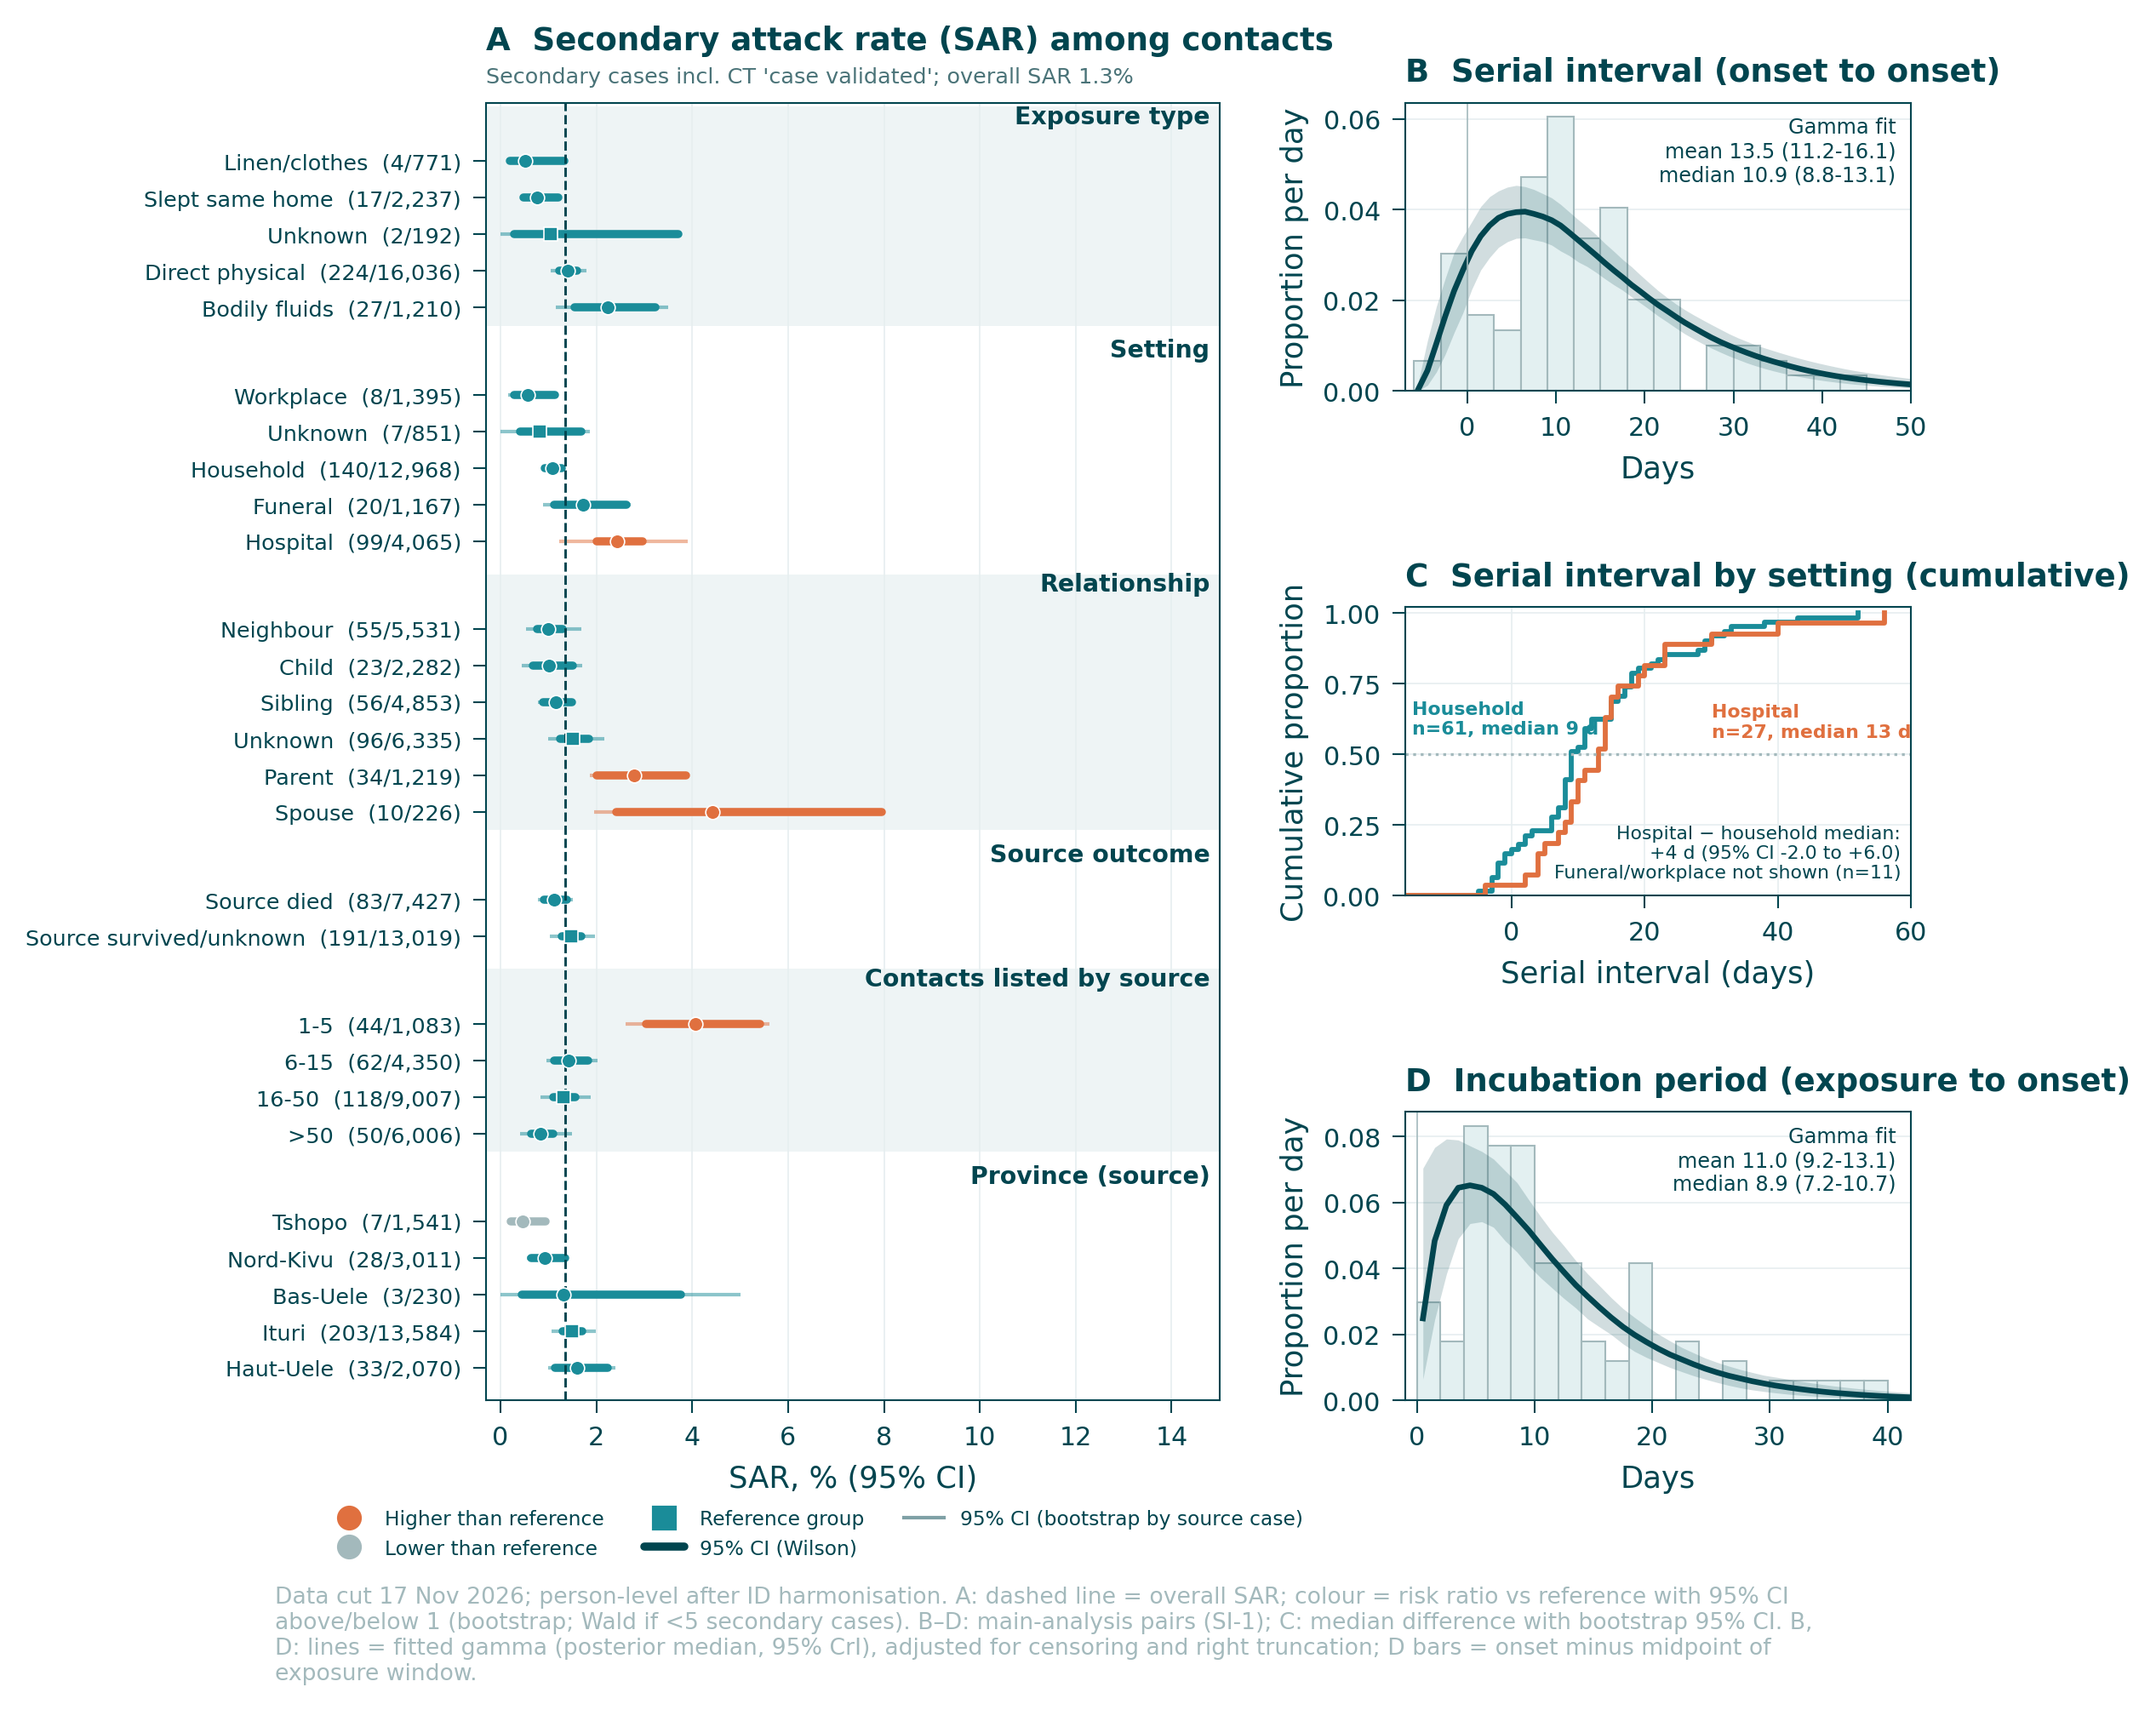 A  Secondary attack rate (SAR) among contacts
Secondary cases incl. CT 'case validated'; overall SAR 1.3%
Exposure type
Linen/clothes  (4/771)
Slept same home  (17/2,237)
Unknown  (2/192)
Direct physical  (224/16,036)
Bodily fluids  (27/1,210)
Setting
Workplace  (8/1,395)
Unknown  (7/851)
Household  (140/12,968)
Funeral  (20/1,167)
Hospital  (99/4,065)
Relationship
Neighbour  (55/5,531)
Child  (23/2,282)
Sibling  (56/4,853)
Unknown  (96/6,335)
Parent  (34/1,219)
Spouse  (10/226)
Source outcome
Source died  (83/7,427)
Source survived/unknown  (191/13,019)
Contacts listed by source
1-5  (44/1,083)
6-15  (62/4,350)
16-50  (118/9,007)
>50  (50/6,006)
Province (source)
Tshopo  (7/1,541)
Nord-Kivu  (28/3,011)
Bas-Uele  (3/230)
Ituri  (203/13,584)
Haut-Uele  (33/2,070)
0 2 4 6 8 10 12 14
SAR, % (95% CI)
Higher than reference
Lower than reference
Reference group
95% CI (Wilson)
95% CI (bootstrap by source case)
B  Serial interval (onset to onset)
Proportion per day
0.06
0.04
0.02
0.00
Gamma fit
mean 13.5 (11.2-16.1)
median 10.9 (8.8-13.1)
0 10 20 30 40 50
Days
C  Serial interval by setting (cumulative)
Cumulative proportion
1.00
0.75
0.50
0.25
0.00
Household
n=61, median 9 d
Hospital
n=27, median 13 d
Hospital − household median:
+4 d (95% CI -2.0 to +6.0)
Funeral/workplace not shown (n=11)
0 20 40 60
Serial interval (days)
D  Incubation period (exposure to onset)
Proportion per day
0.08
0.06
0.04
0.02
0.00
Gamma fit
mean 11.0 (9.2-13.1)
median 8.9 (7.2-10.7)
0 10 20 30 40
Days
Data cut 17 Nov 2026; person-level after ID harmonisation. A: dashed line = overall SAR; colour = risk ratio vs reference with 95% CI
above/below 1 (bootstrap; Wald if <5 secondary cases). B–D: main-analysis pairs (SI-1); C: median difference with bootstrap 95% CI. B,
D: lines = fitted gamma (posterior median, 95% CrI), adjusted for censoring and right truncation; D bars = onset minus midpoint of
exposure window.